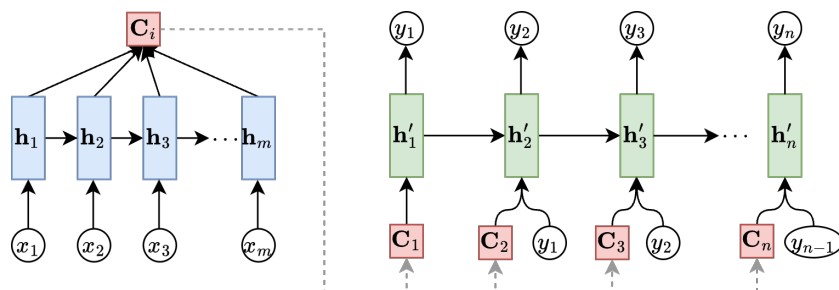 C_i
y_1 y_2 y_3 y_n
h_1 h_2 h_3 ⋯ h_m
h'_1 h'_2 h'_3 ⋯ h'_n
x_1 x_2 x_3 x_m
C_1 C_2 y_1 C_3 y_2 C_n y_{n-1}